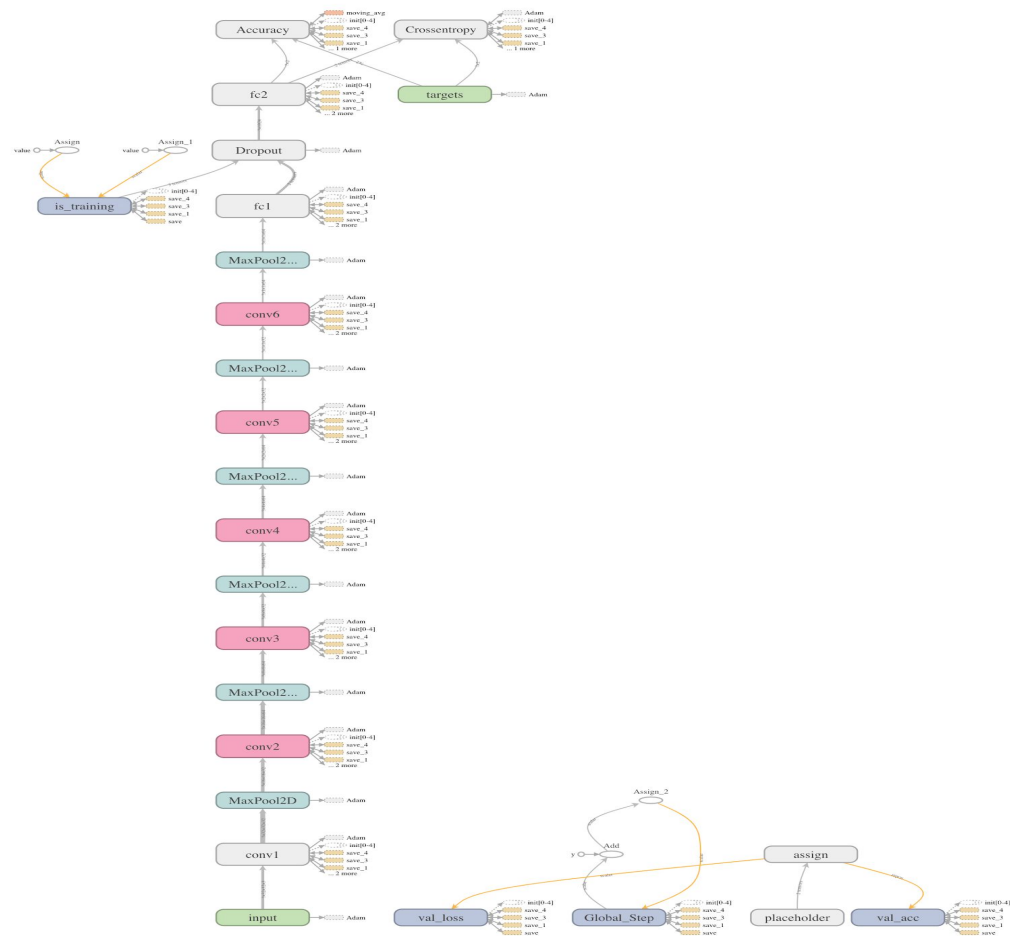 moving_avg
init[0-4]
save_4
save_3
save_1
... 1 more
Accuracy
Adam
init[0-4]
save_4
save_3
save_1
... 1 more
Crossentropy
Adam
init[0-4]
save_4
save_3
save_1
... 2 more
fc2
targets
Adam
value
Assign
value
Assign_1
Dropout
Adam
is_training
init[0-4]
save_4
save_3
save_1
save
fc1
Adam
init[0-4]
save_4
save_3
save_1
... 2 more
MaxPool2...
Adam
conv6
Adam
init[0-4]
save_4
save_3
save_1
... 2 more
MaxPool2...
Adam
conv5
Adam
init[0-4]
save_4
save_3
save_1
... 2 more
MaxPool2...
Adam
conv4
Adam
init[0-4]
save_4
save_3
save_1
... 2 more
MaxPool2...
Adam
conv3
Adam
init[0-4]
save_4
save_3
save_1
... 2 more
MaxPool2...
Adam
conv2
Adam
init[0-4]
save_4
save_3
save_1
... 2 more
MaxPool2D
Adam
conv1
Adam
init[0-4]
save_4
save_3
save_1
... 2 more
input
Adam
Assign_2
y
Add
assign
val_loss
init[0-4]
save_4
save_3
save_1
save
Global_Step
init[0-4]
save_4
save_3
save_1
save
placeholder
val_acc
init[0-4]
save_4
save_3
save_1
save